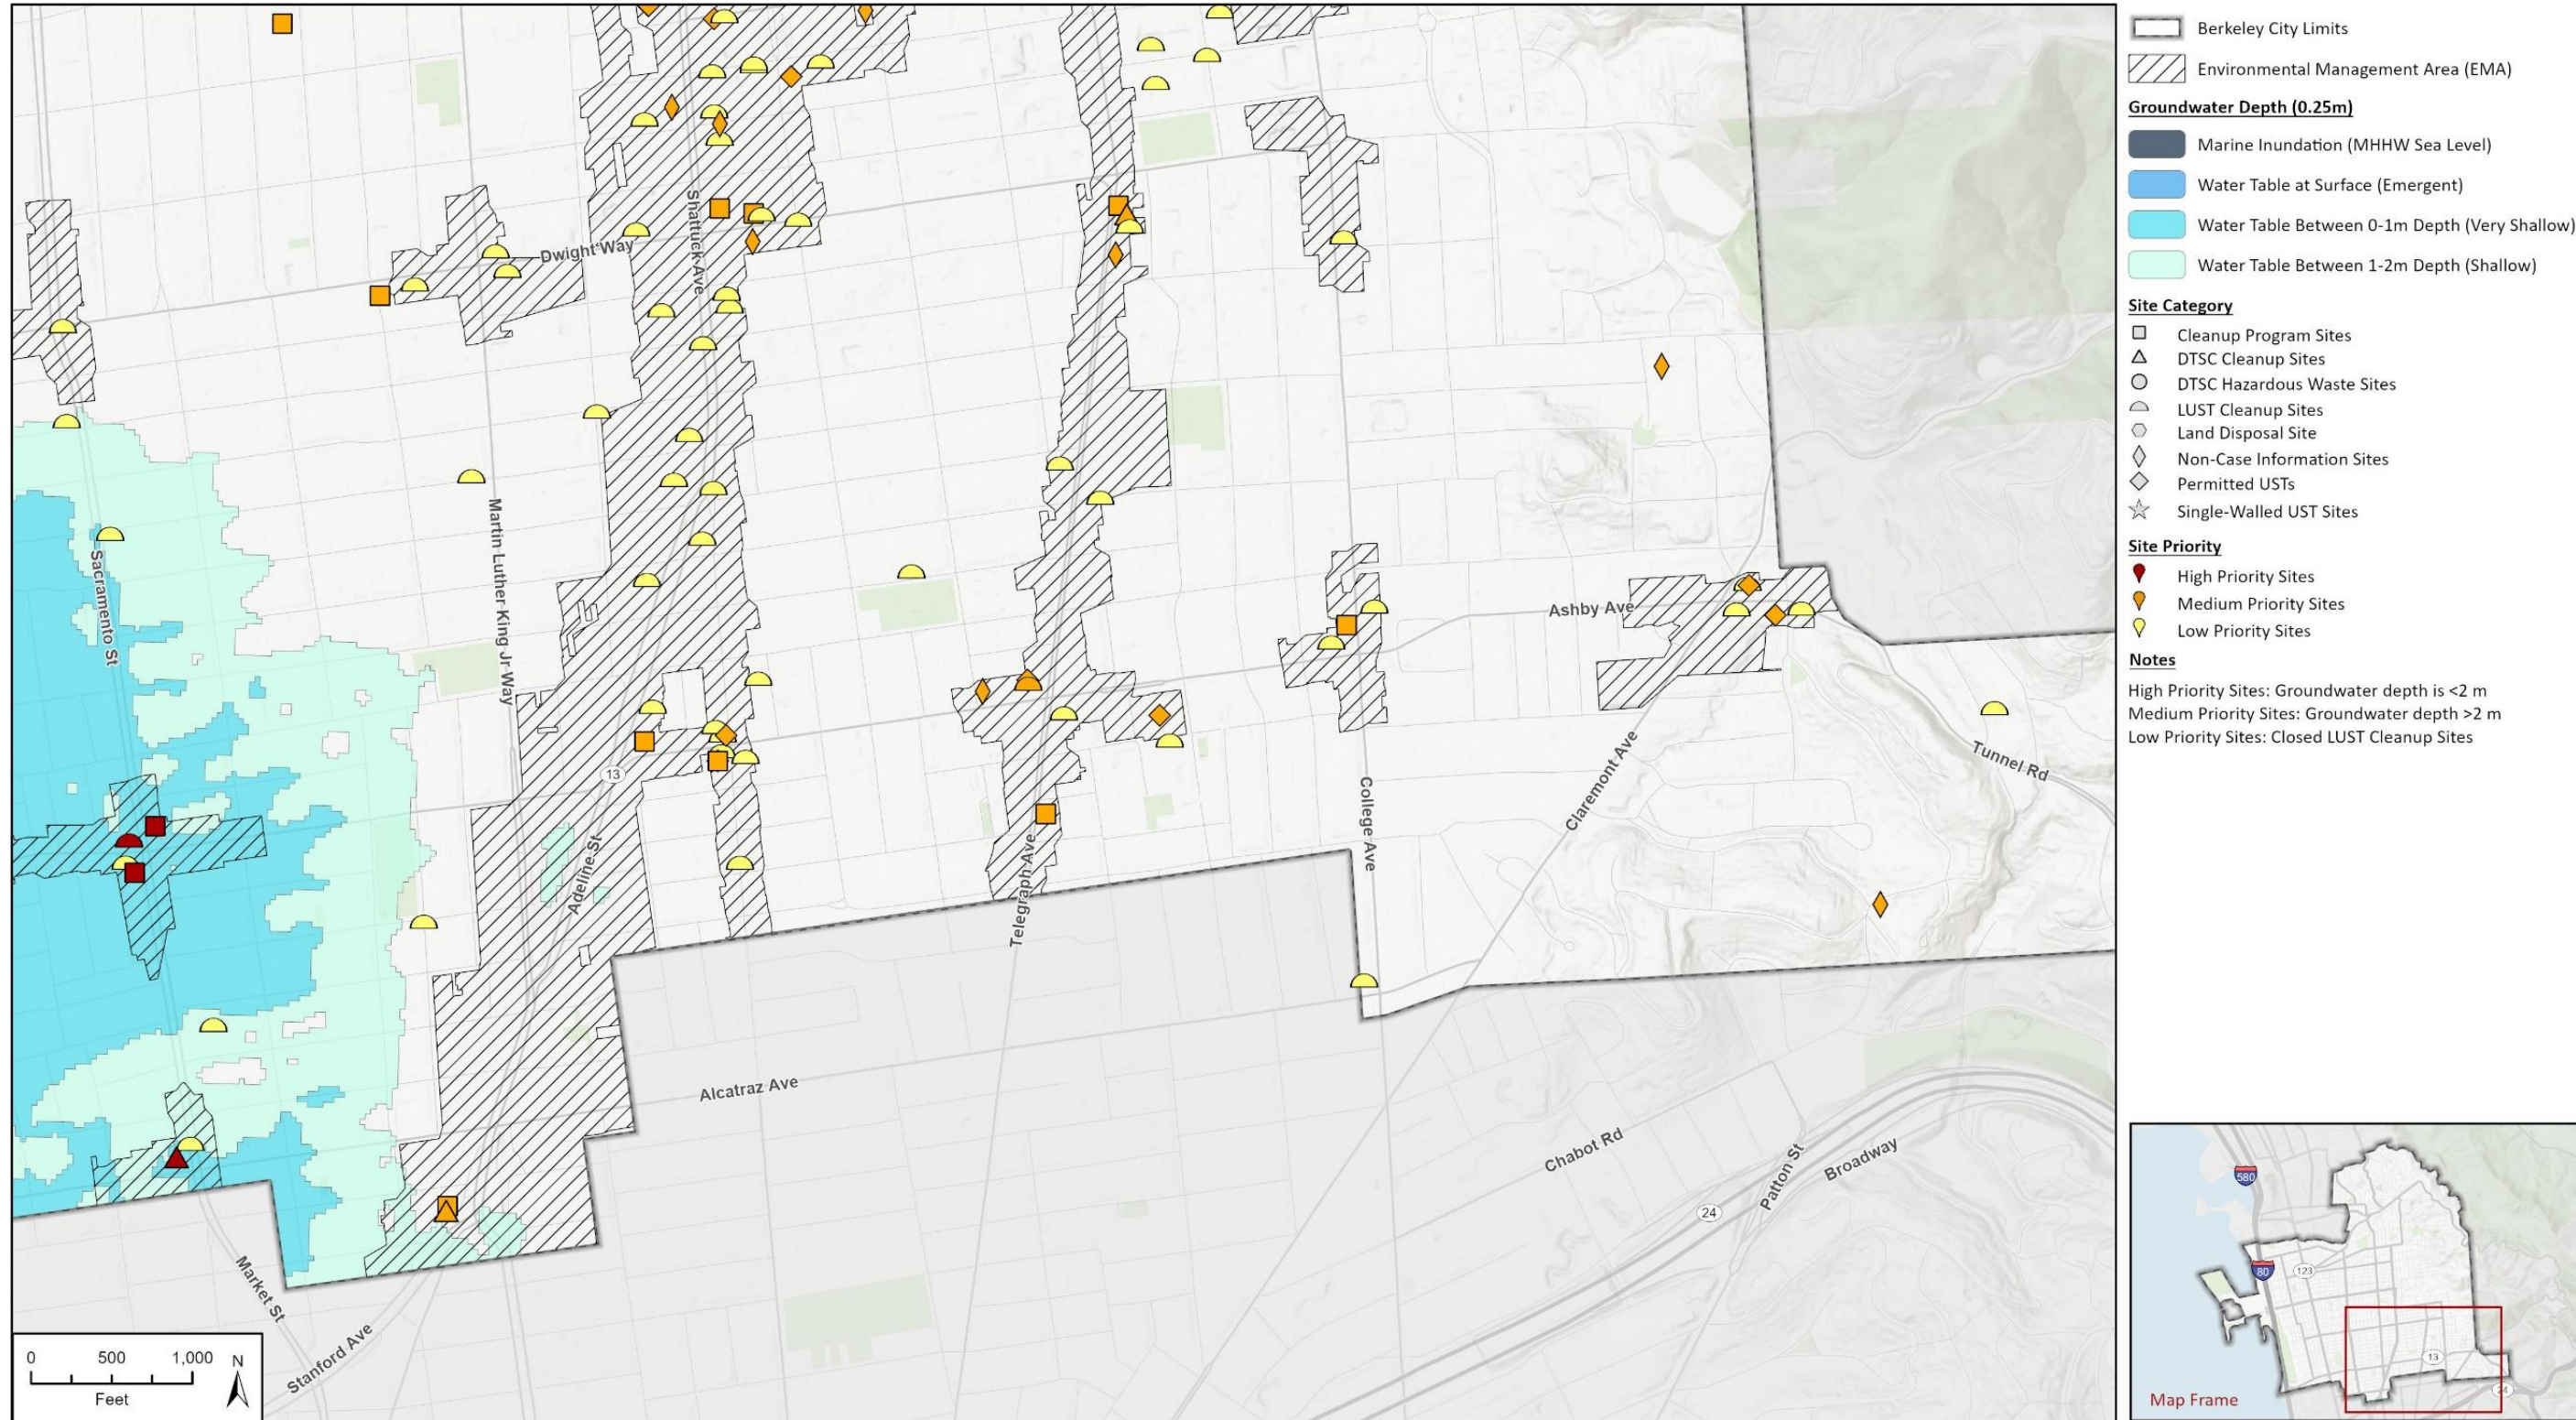 Shattuck Ave
Dwight Way
Martin Luther King Jr Way
Sacramento St
Ashby Ave
13
Adeline St
Telegraph Ave
College Ave
Claremont Ave
Tunnel Rd
Alcatraz Ave
Chabot Rd
Patton St
Broadway
24
Market St
Stanford Ave
0 500 1,000
Feet
N
Berkeley City Limits
Environmental Management Area (EMA)
Groundwater Depth (0.25m)
Marine Inundation (MHHW Sea Level)
Water Table at Surface (Emergent)
Water Table Between 0-1m Depth (Very Shallow)
Water Table Between 1-2m Depth (Shallow)
Site Category
Cleanup Program Sites
DTSC Cleanup Sites
DTSC Hazardous Waste Sites
LUST Cleanup Sites
Land Disposal Site
Non-Case Information Sites
Permitted USTs
Single-Walled UST Sites
Site Priority
High Priority Sites
Medium Priority Sites
Low Priority Sites
Notes
High Priority Sites: Groundwater depth is <2 m
Medium Priority Sites: Groundwater depth >2 m
Low Priority Sites: Closed LUST Cleanup Sites
580
80
123
13
24
Map Frame